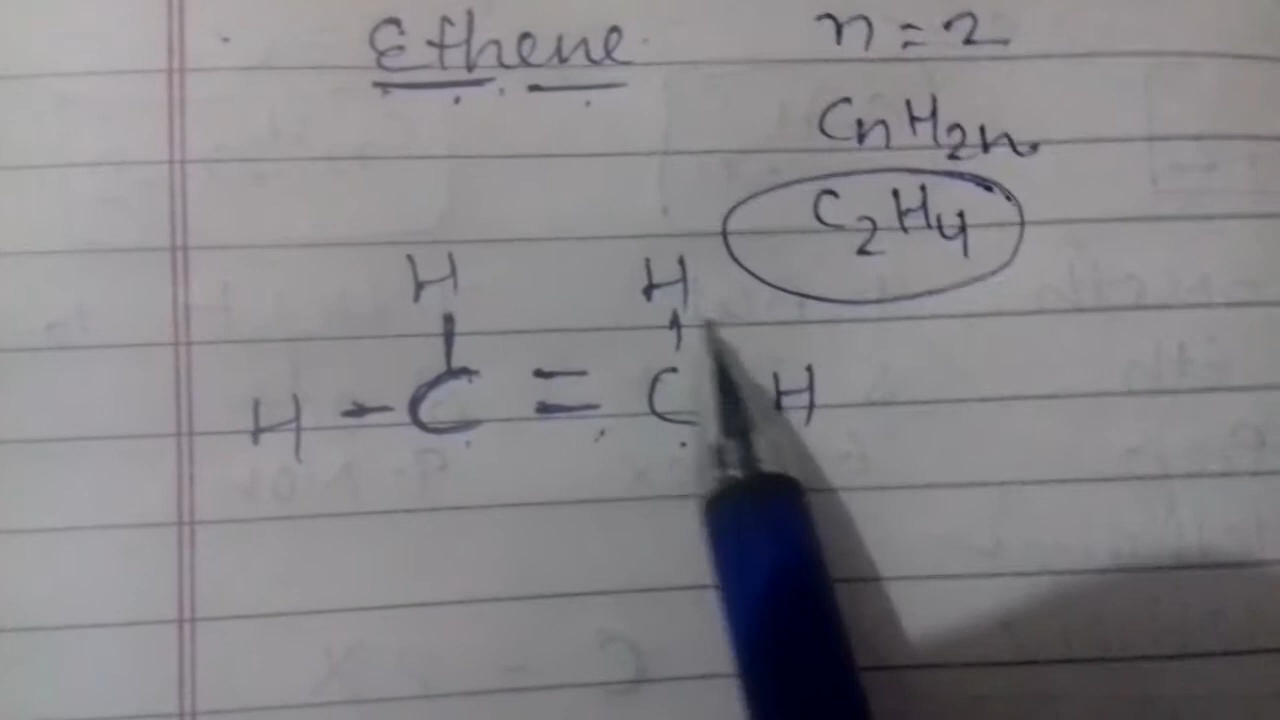 Ethene n=2
CnH2n
C2H4
H H
H - C = C H